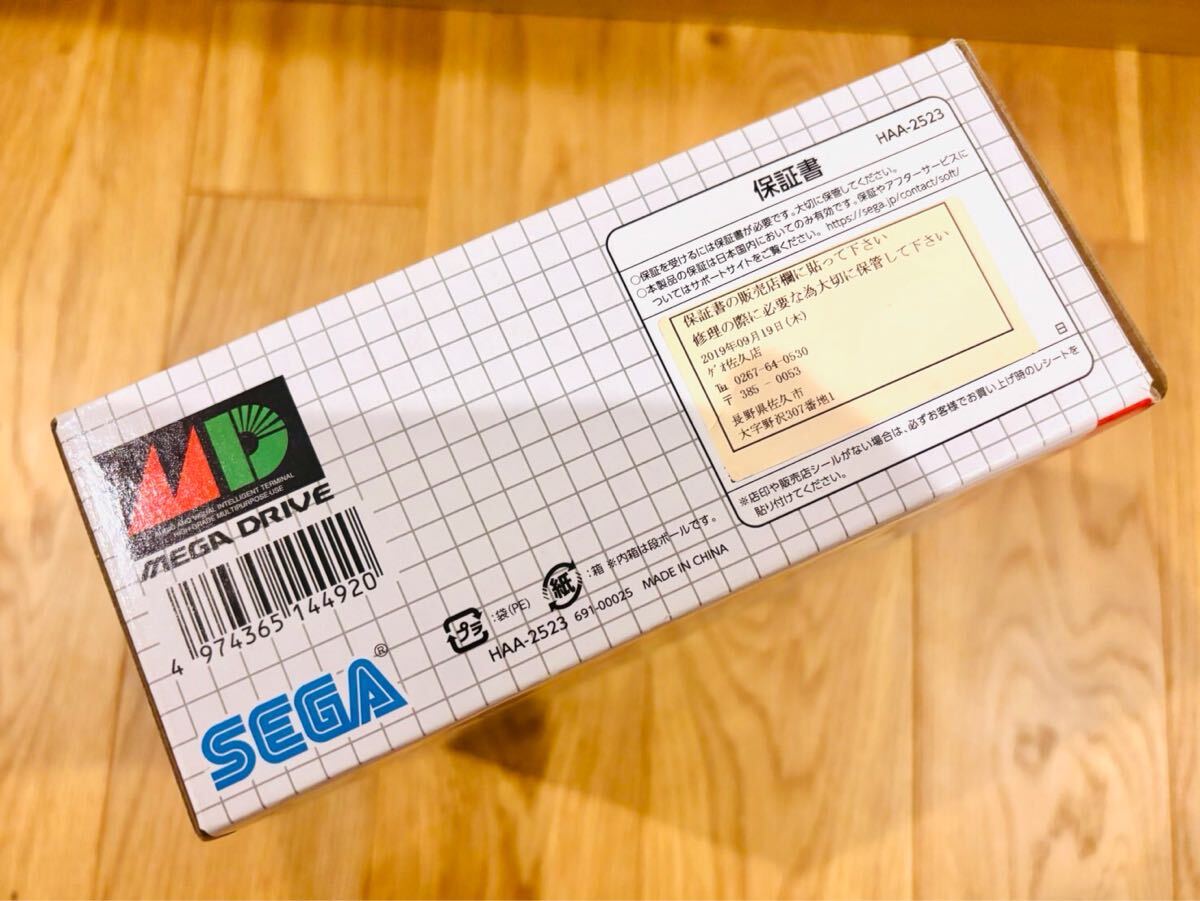 MD
AUDIO AND VISUAL INTELLIGENT TERMINAL
HIGH GRADE MULTIPURPOSE USE
MEGA DRIVE
4 974365 144920
SEGA®
プラ :袋(PE) 紙 :箱 ※内箱は段ボールです。
HAA-2523 691-00025 MADE IN CHINA
保証書 HAA-2523
○保証を受けるには保証書が必要です。大切に保管してください。
○本製品の保証は日本国内においてのみ有効です。保証やアフターサービスに
ついてはサポートサイトをご覧ください。 https://sega.jp/contact/soft/
保証書の販売店欄に貼って下さい
修理の際に必要な為大切に保管して下さい
2019年09月19日(木)
ｹﾞｵ佐久店
℡ 0267-64-0530
〒 385 - 0053
長野県佐久市
大字野沢307番地1
日
※店印や販売店シールがない場合は、必ずお客様でお買い上げ時のレシートを
貼り付けてください。